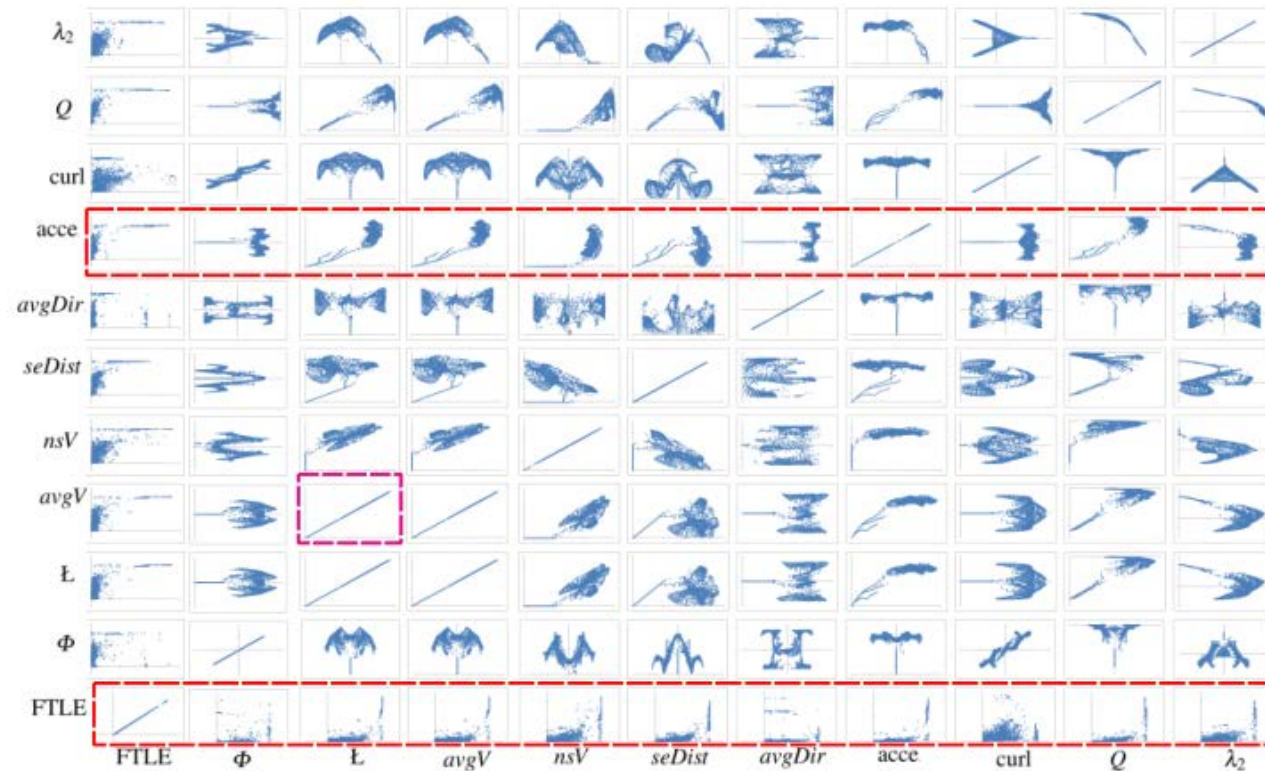 λ₂
Q
curl
acce
avgDir
seDist
nsV
avgV
Ł
Φ
FTLE
FTLE Φ Ł avgV nsV seDist avgDir acce curl Q λ₂